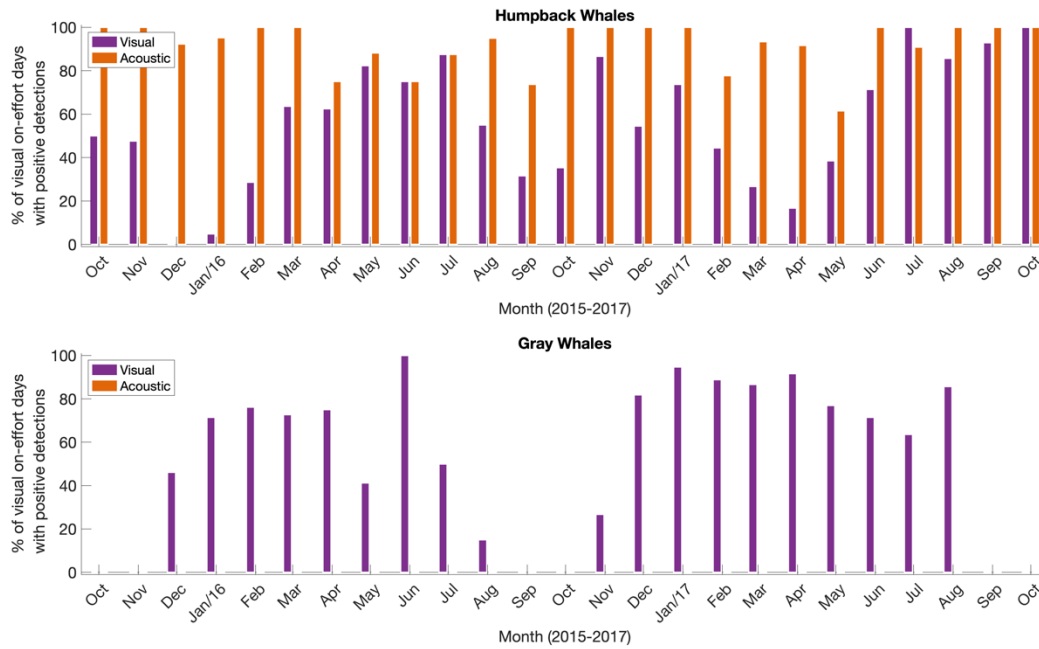 Humpback Whales
% of visual on-effort days
with positive detections
100
80
60
40
20
0
Visual
Acoustic
Oct Nov Dec Jan/16 Feb Mar Apr May Jun Jul Aug Sep Oct Nov Dec Jan/17 Feb Mar Apr May Jun Jul Aug Sep Oct
Month (2015-2017)
Gray Whales
% of visual on-effort days
with positive detections
100
80
60
40
20
0
Visual
Acoustic
Oct Nov Dec Jan/16 Feb Mar Apr May Jun Jul Aug Sep Oct Nov Dec Jan/17 Feb Mar Apr May Jun Jul Aug Sep Oct
Month (2015-2017)